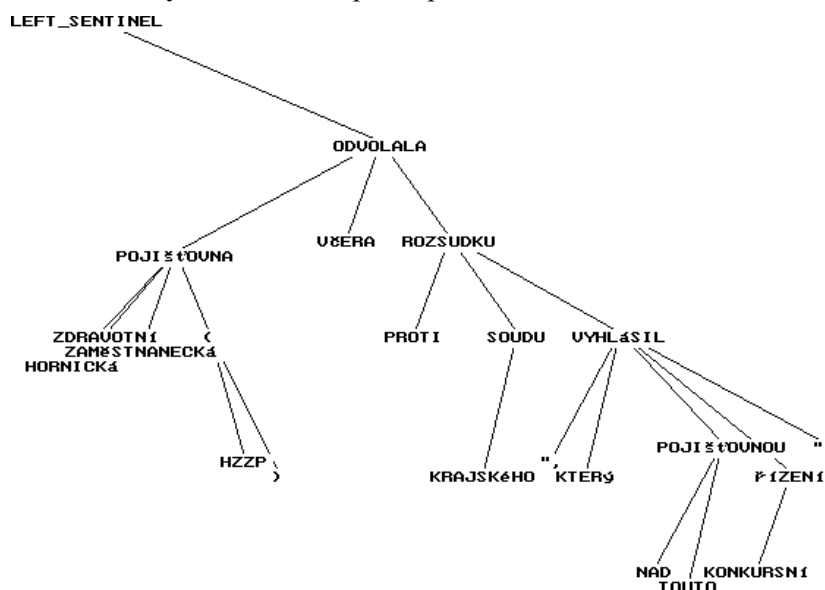 LEFT_SENTINEL
ODVOLALA
VčERA ROZSUDKU
POJIšťOVNA
ZDRAVOTNí ( PROTI SOUDU VYHLáSIL
ZAMěSTNANECKá
HORNICKá
POJIšťOVNOU "
HZZP ", 
) KRAJSKéHO KTERý řÍZENí
NAD KONKURSNí
TOUTO